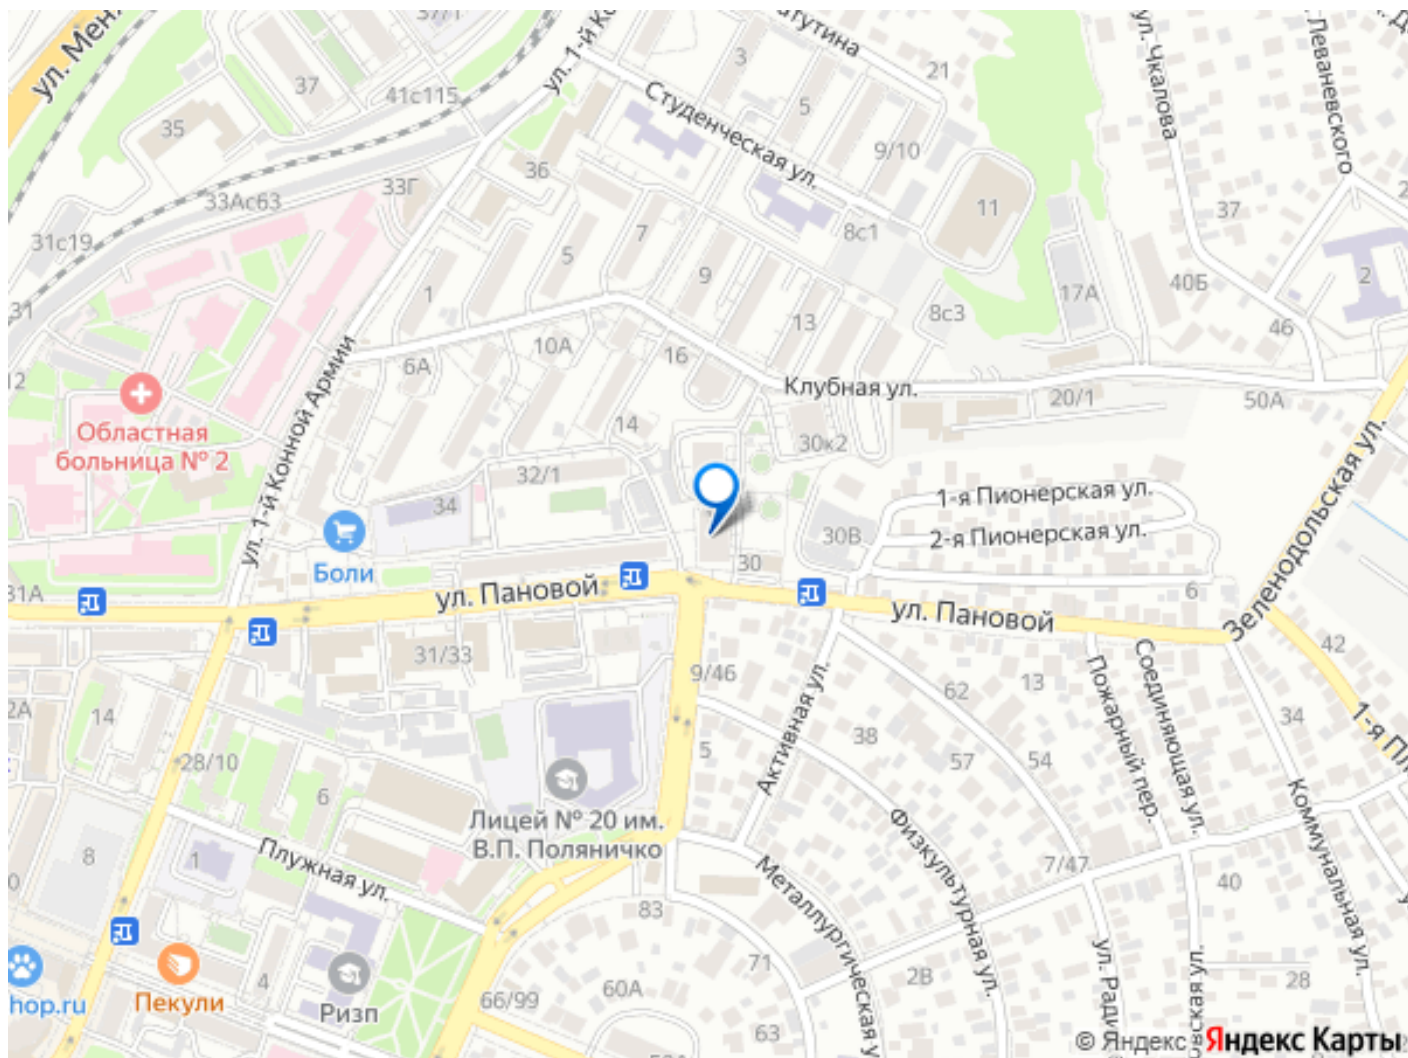 37/1
ул. 1-й Ко
атутина
3
21
ул. Чкалова
Леваневского
ул. Мен
37
41с115
35
Студенческая ул.
5
9/10
36
33Г
33Ас63
11
37
31с19
7
8с1
5
9
2
40Б
17А
1
31
13
8с3
46
10А
16
6А
12
Клубная ул.
20/1
50А
Областная
больница № 2
ул. 1-й Конной Армии
14
30к2
32/1
34
1-я Пионерская ул.
2-я Пионерская ул.
30В
Зеленодольская ул.
Боли
30
31А
ул. Пановой
6
ул. Пановой
42
31/33
9/46
Активная ул.
62
13
Пожарный пер.
Соединяющая ул.
2А
14
34
1-я Пл
38
5
57
54
28/10
6
Лицей № 20 им.
В.П. Поляничко
Физкультурная ул.
Коммунальная ул.
8
1
Плужная ул.
7/47
Металлургическая у
40
83
71
2В
ул. Ради
овская ул.
28
4
hop.ru
Пекули
Ризп
66/99
60А
63
© Яндекс Яндекс Карты